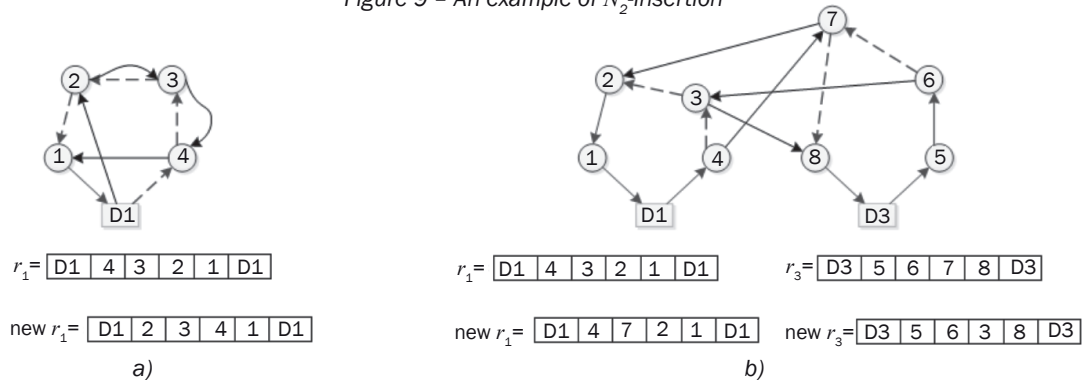 Figure 9 – An example of N2-insertion
7
2 3 2 3 6
1 4 1 4 8 5
D1 D1 D3
r1= D1 4 3 2 1 D1 r1= D1 4 3 2 1 D1 r3= D3 5 6 7 8 D3
new r1= D1 2 3 4 1 D1 new r1= D1 4 7 2 1 D1 new r3= D3 5 6 3 8 D3
a) b)